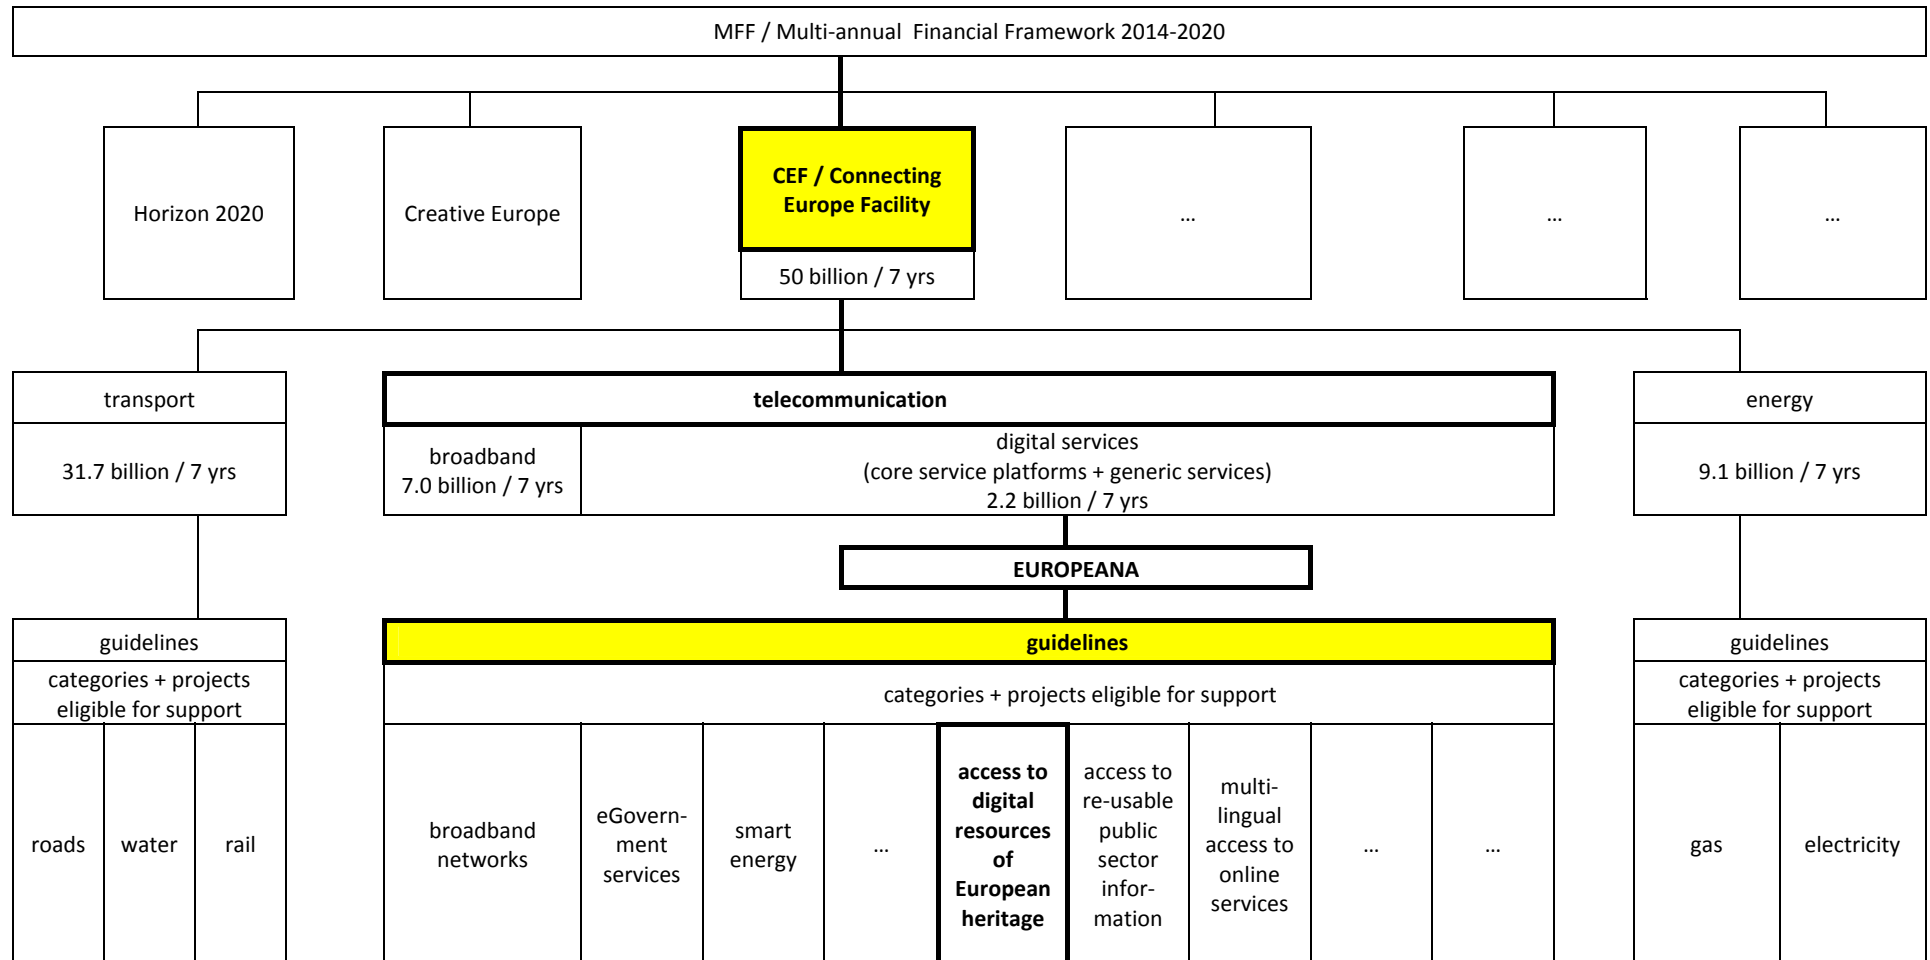 MFF / Multi-annual Financial Framework 2014-2020
Horizon 2020
Creative Europe
CEF / Connecting
Europe Facility
50 billion / 7 yrs
...
...
...
transport
31.7 billion / 7 yrs
telecommunication
broadband
7.0 billion / 7 yrs
digital services
(core service platforms + generic services)
2.2 billion / 7 yrs
energy
9.1 billion / 7 yrs
EUROPEANA
guidelines
categories + projects
eligible for support
roads
water
rail
guidelines
categories + projects eligible for support
broadband
networks
eGovern-
ment
services
smart
energy
...
access to
digital
resources
of
European
heritage
access to
re-usable
public
sector
infor-
mation
multi-
lingual
access to
online
services
...
...
guidelines
categories + projects
eligible for support
gas
electricity